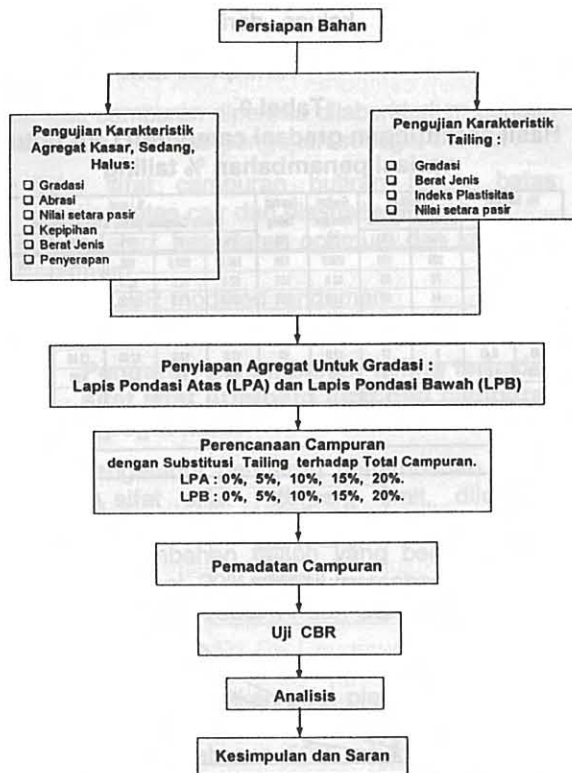 Persiapan Bahan
Pengujian Karakteristik
Agregat Kasar, Sedang,
Halus:
❑ Gradasi
❑ Abrasi
❑ Nilai setara pasir
❑ Kepipihan
❑ Berat Jenis
❑ Penyerapan
Pengujian Karakteristik
Tailing :
❑ Gradasi
❑ Berat Jenis
❑ Indeks Plastisitas
❑ Nilai setara pasir
Penyiapan Agregat Untuk Gradasi :
Lapis Pondasi Atas (LPA) dan Lapis Pondasi Bawah (LPB)
Perencanaan Campuran
dengan Substitusi Tailing terhadap Total Campuran.
LPA : 0%, 5%, 10%, 15%, 20%.
LPB : 0%, 5%, 10%, 15%, 20%.
Pemadatan Campuran
Uji CBR
Analisis
Kesimpulan dan Saran